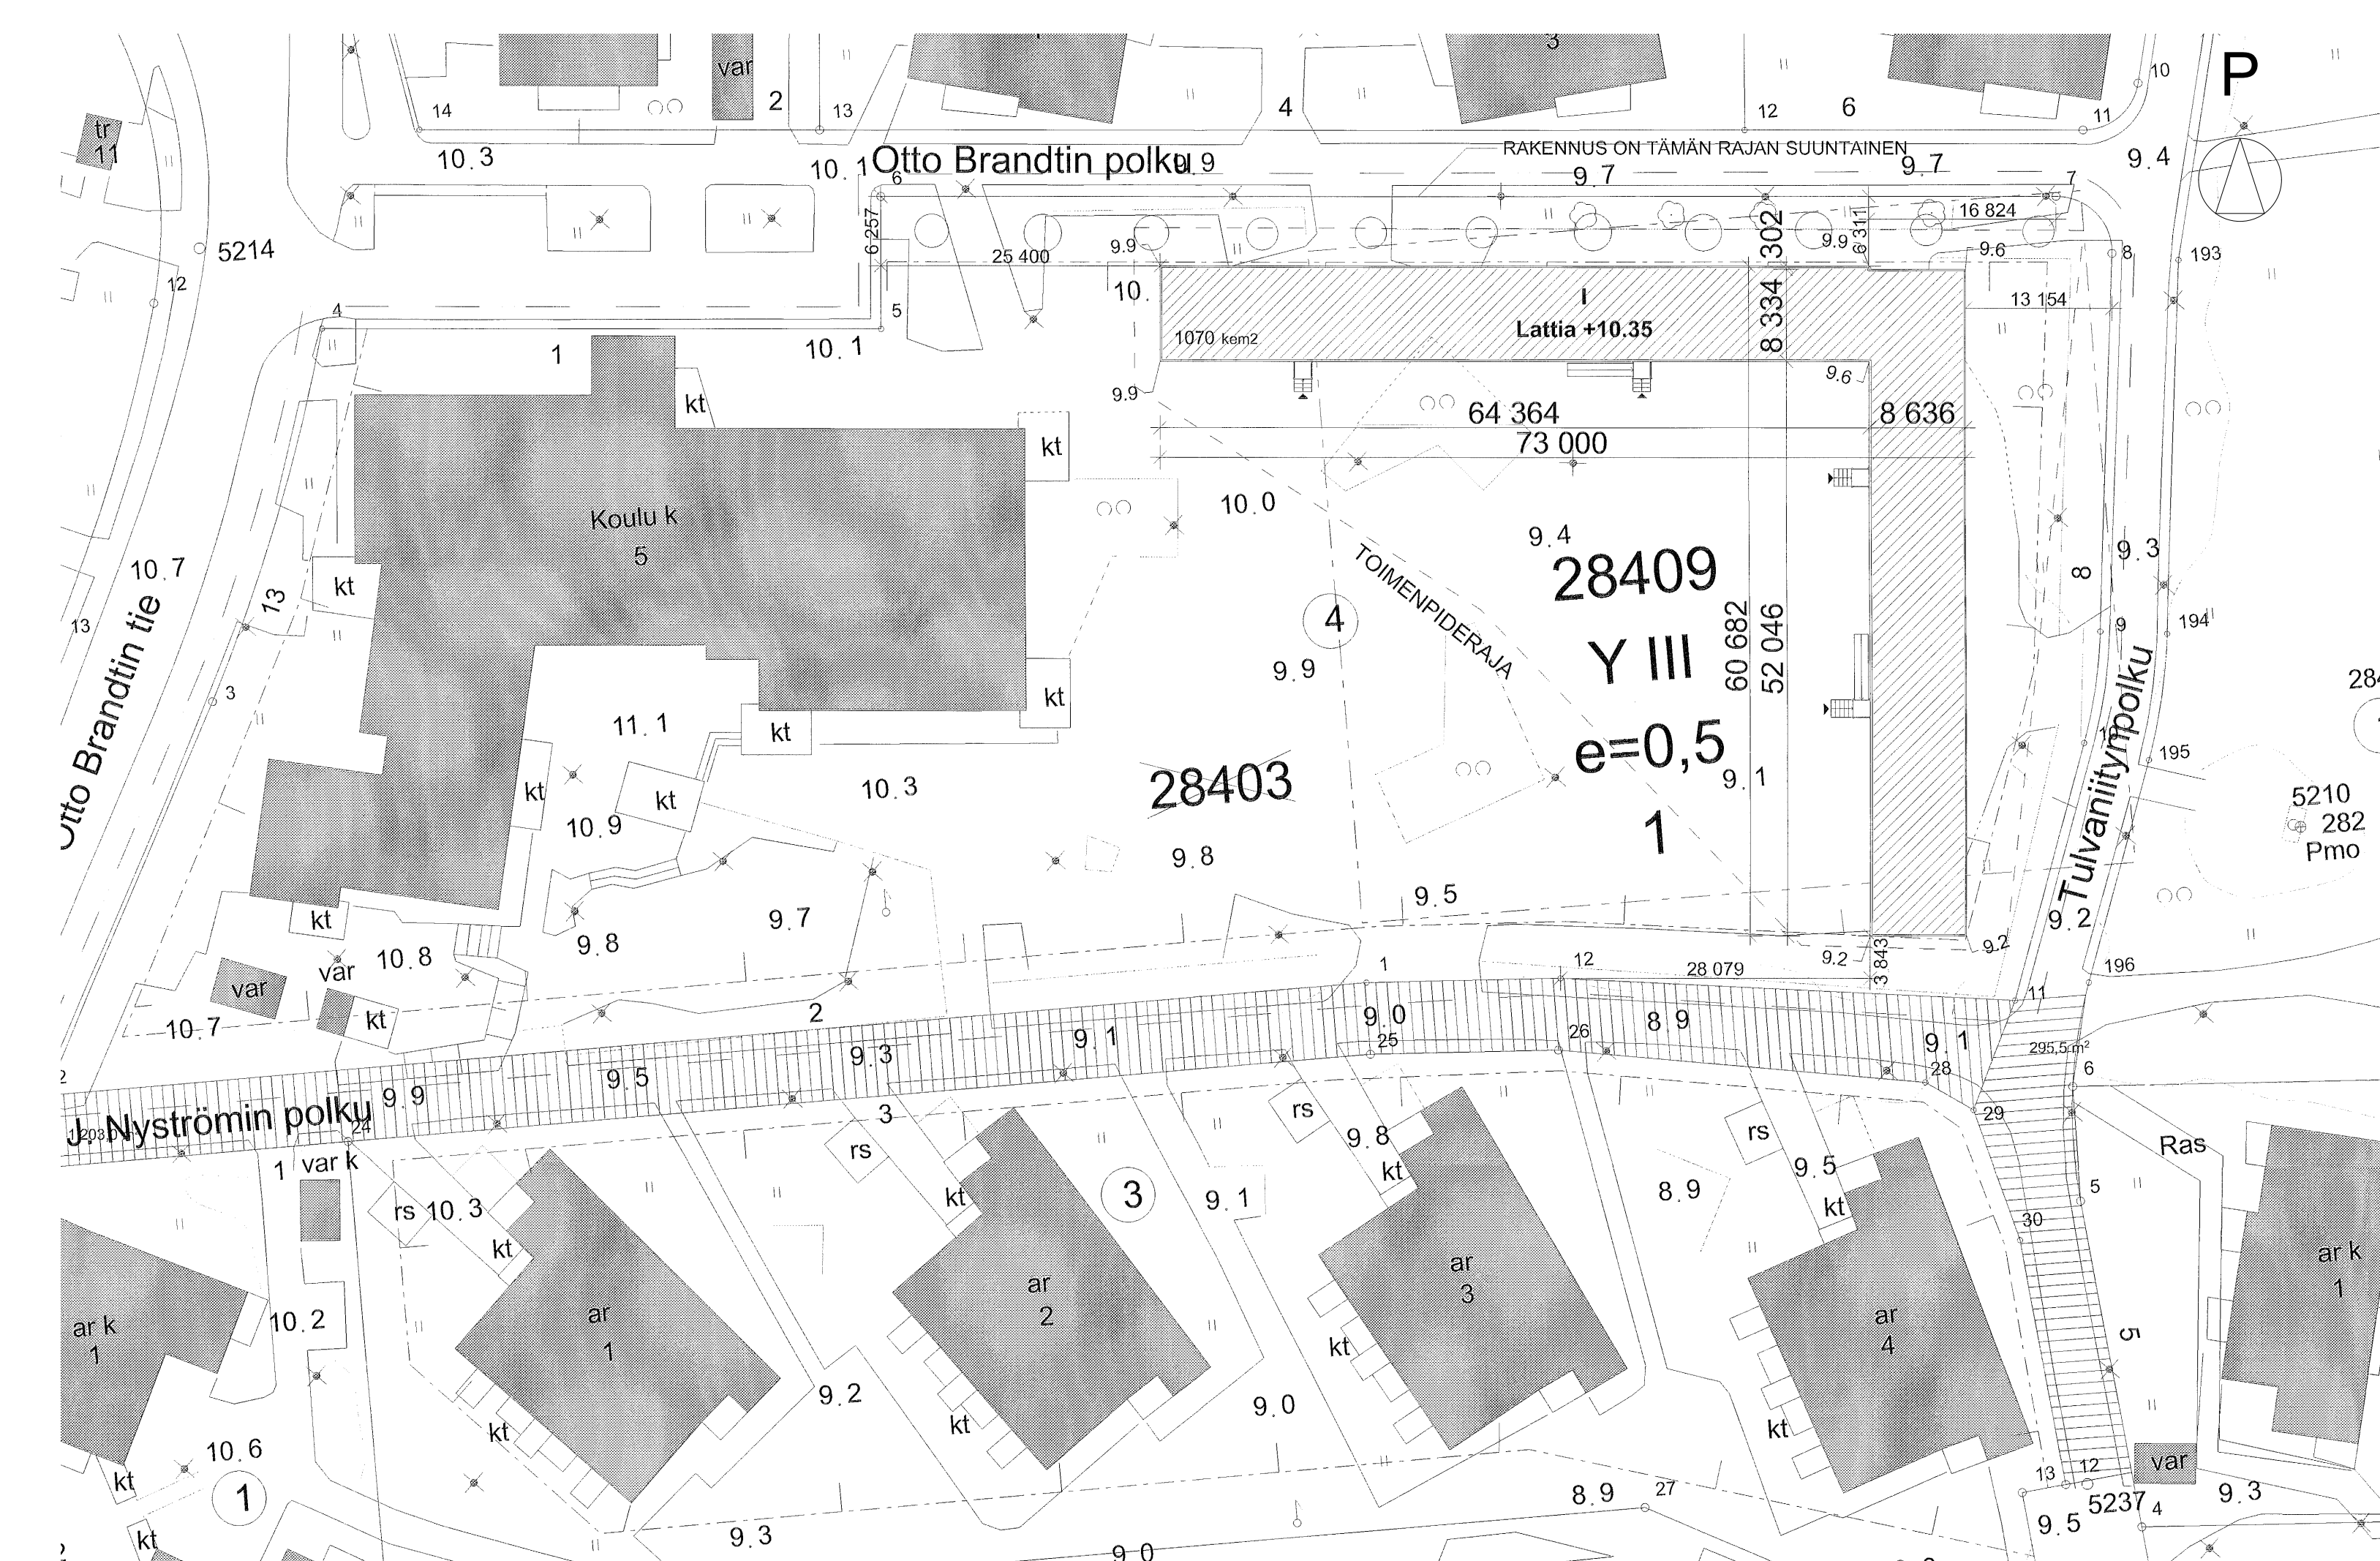 P
3
var
2
4
6
14
13
12
11
10
tr
11
10.3
10.1
Otto Brandtin polku
9.9
RAKENNUS ON TÄMÄN RAJAN SUUNTAINEN
9.7
9.7
9.4
6
7
16 824
5214
6 257
25 400
9.9
302
9.9
6 311
9.6
8
193
12
4
5
10.
I
Lattia +10.35
8 334
13 154
1070 kem2
1
10.1
9.9
9.6
kt
kt
64 364
8 636
73 000
Koulu k
5
10.0
9.4
TOIMENPIDERAJA
28409
9.3
8
10.7
kt
13
13
4
Y III
60 682
52 046
9
194
Otto Brandtin tie
3
9.9
kt
kt
11.1
e=0,5
9.1
10
195
Tulvaniitynpolku
kt
kt
10.9
10.3
28403
1
5210
282
Pmo
9.8
9.5
kt
9.7
9.8
9.2
10.8
var
var
kt
10.7
12
1
28 079
9.2
3 843
9.2
196
11
2
9.0
8.9
9.1
295,5 m²
25
26
28
6
9.1
9.3
9.5
9.9
J. Nyströmin polku
24
3
29
1
var k
rs
rs
9.8
kt
rs
9.5
kt
Ras
5
rs
10.3
kt
kt
3
9.1
8.9
30
ar k
1
10.2
ar
1
ar
2
ar
3
ar
4
ar k
1
kt
5
9.2
9.0
kt
kt
kt
10.6
kt
1
kt
13
12
var
8.9
27
5237
4
9.3
9.5
9.3
9.0